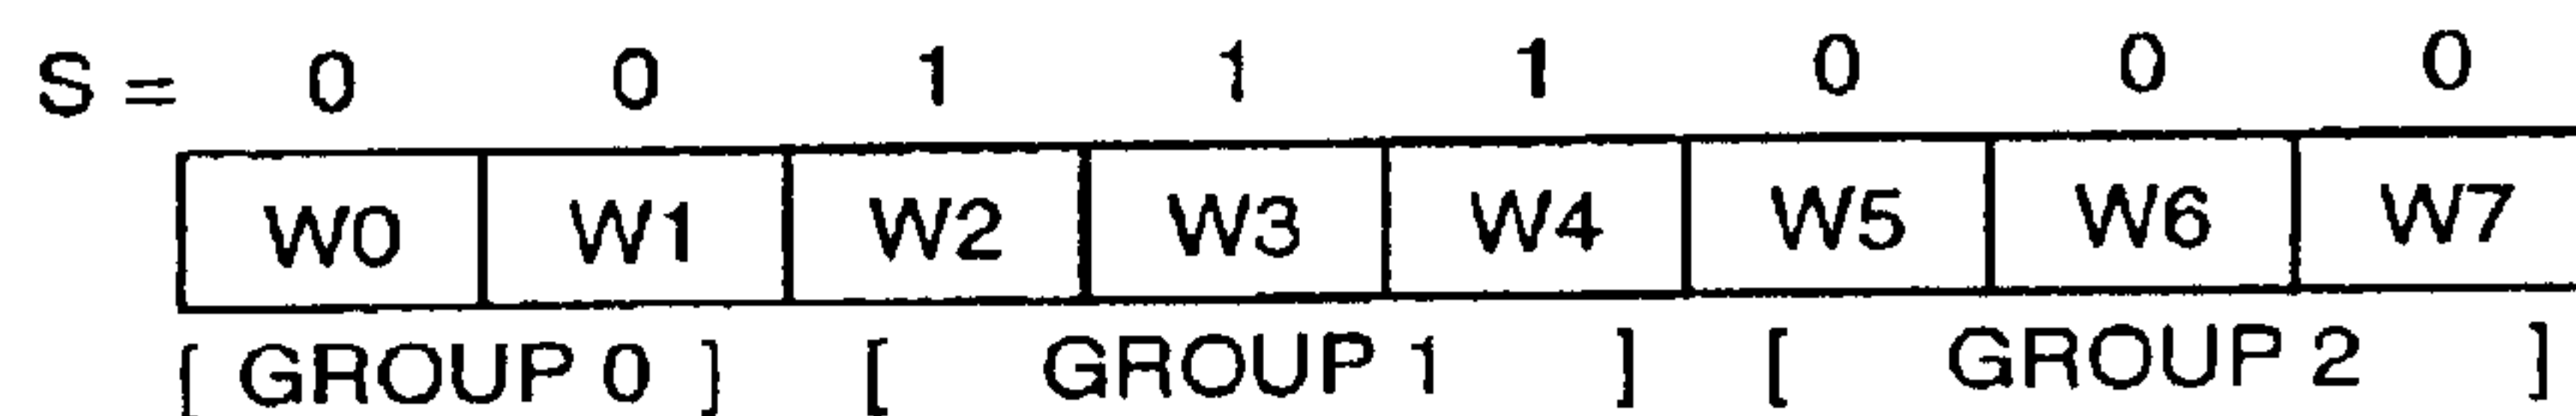 S = 0 0 1 1 1 0 0 0
W0 W1 W2 W3 W4 W5 W6 W7
[ GROUP 0 ] [ GROUP 1 ] [ GROUP 2 ]